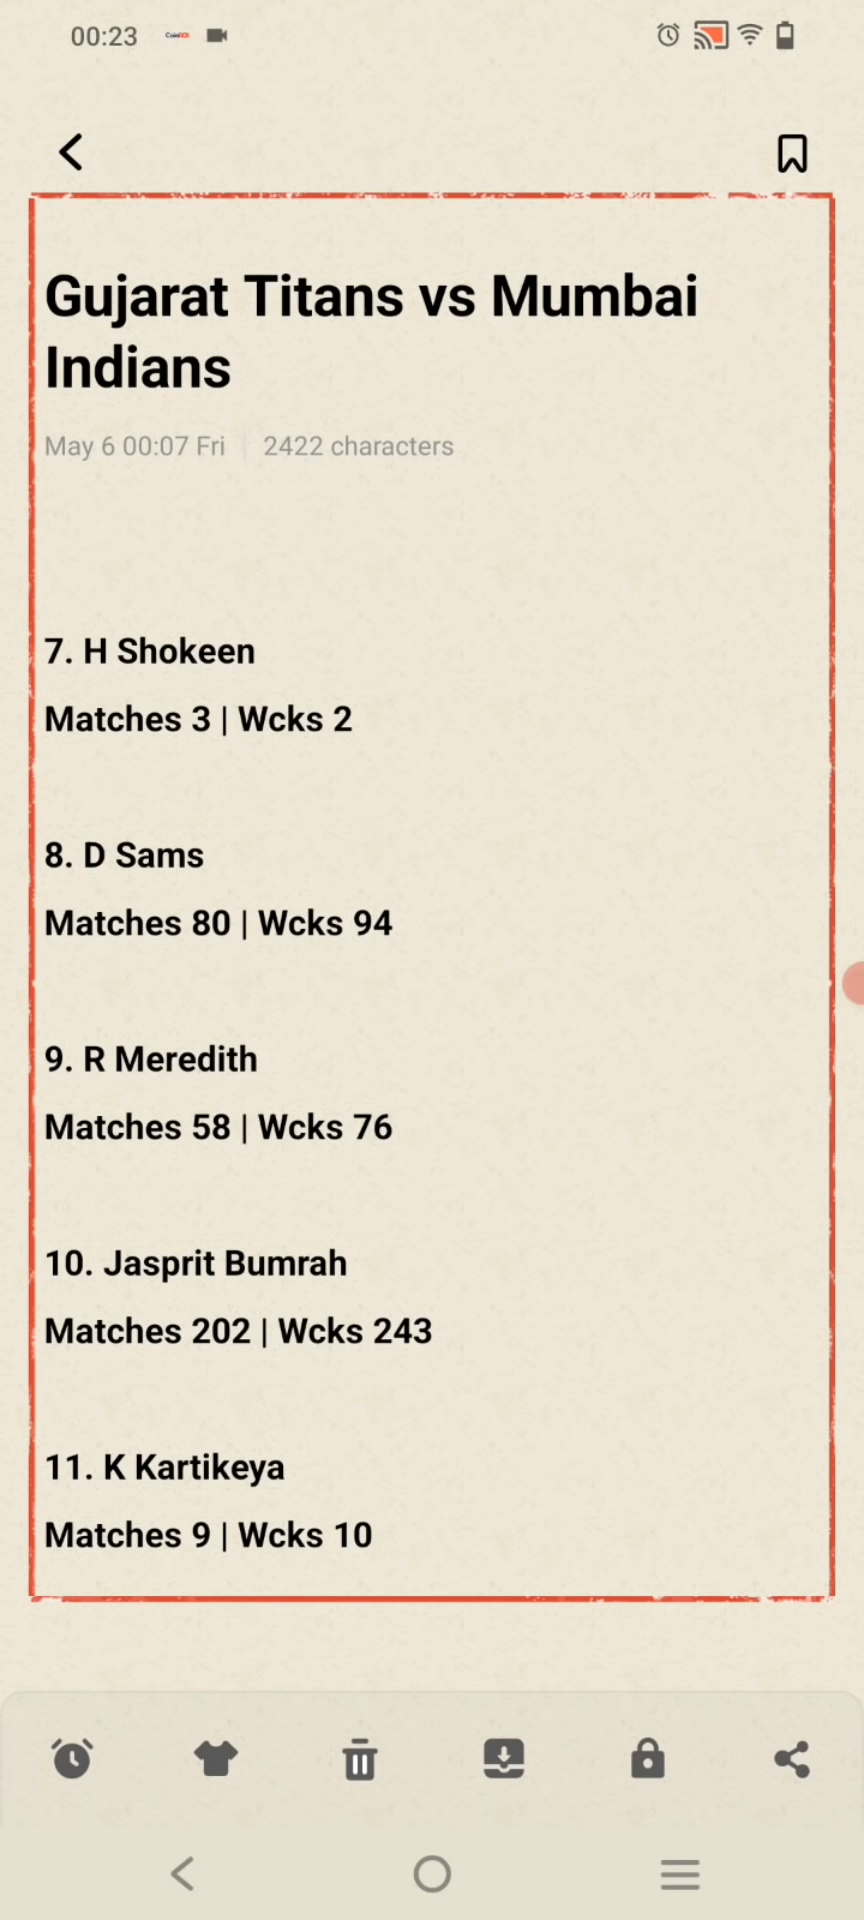 00:23
Gujarat Titans vs Mumbai
Indians
May 6 00:07 Fri | 2422 characters
7. H Shokeen
Matches 3 | Wcks 2
8. D Sams
Matches 80 | Wcks 94
9. R Meredith
Matches 58 | Wcks 76
10. Jasprit Bumrah
Matches 202 | Wcks 243
11. K Kartikeya
Matches 9 | Wcks 10